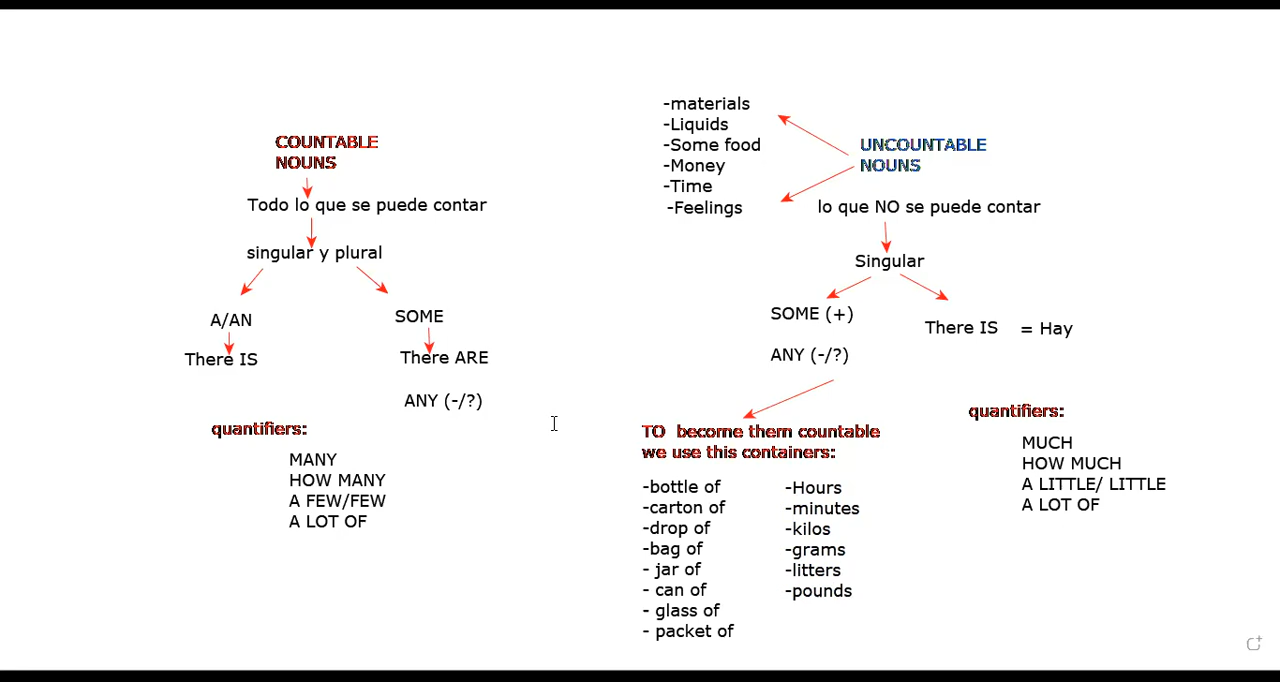 COUNTABLE
NOUNS
Todo lo que se puede contar
singular y plural
A/AN
There IS
SOME
There ARE
ANY (-/?)
quantifiers:
MANY
HOW MANY
A FEW/FEW
A LOT OF
-materials
-Liquids
-Some food
-Money
-Time
-Feelings
UNCOUNTABLE
NOUNS
lo que NO se puede contar
Singular
SOME (+)
ANY (-/?)
There IS = Hay
TO become them countable
we use this containers:
-bottle of
-carton of
-drop of
-bag of
- jar of
- can of
- glass of
- packet of
-Hours
-minutes
-kilos
-grams
-litters
-pounds
quantifiers:
MUCH
HOW MUCH
A LITTLE/ LITTLE
A LOT OF